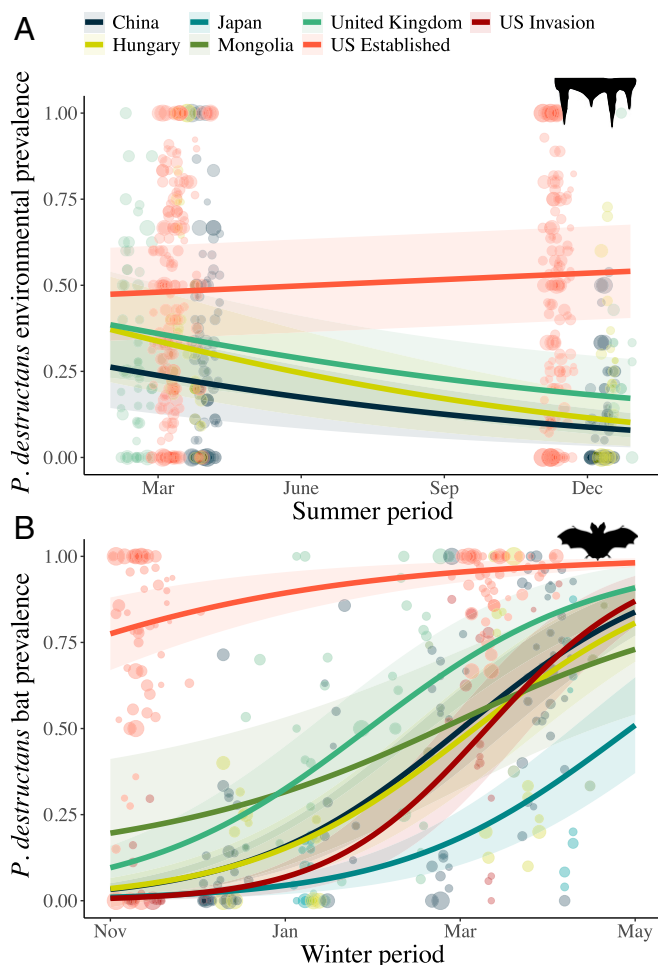 A
China
Japan
United Kingdom
US Invasion
Hungary
Mongolia
US Established
P. destructans environmental prevalence
1.00
0.75
0.50
0.25
0.00
Mar
June
Sep
Dec
Summer period
B
P. destructans bat prevalence
1.00
0.75
0.50
0.25
0.00
Nov
Jan
Mar
May
Winter period